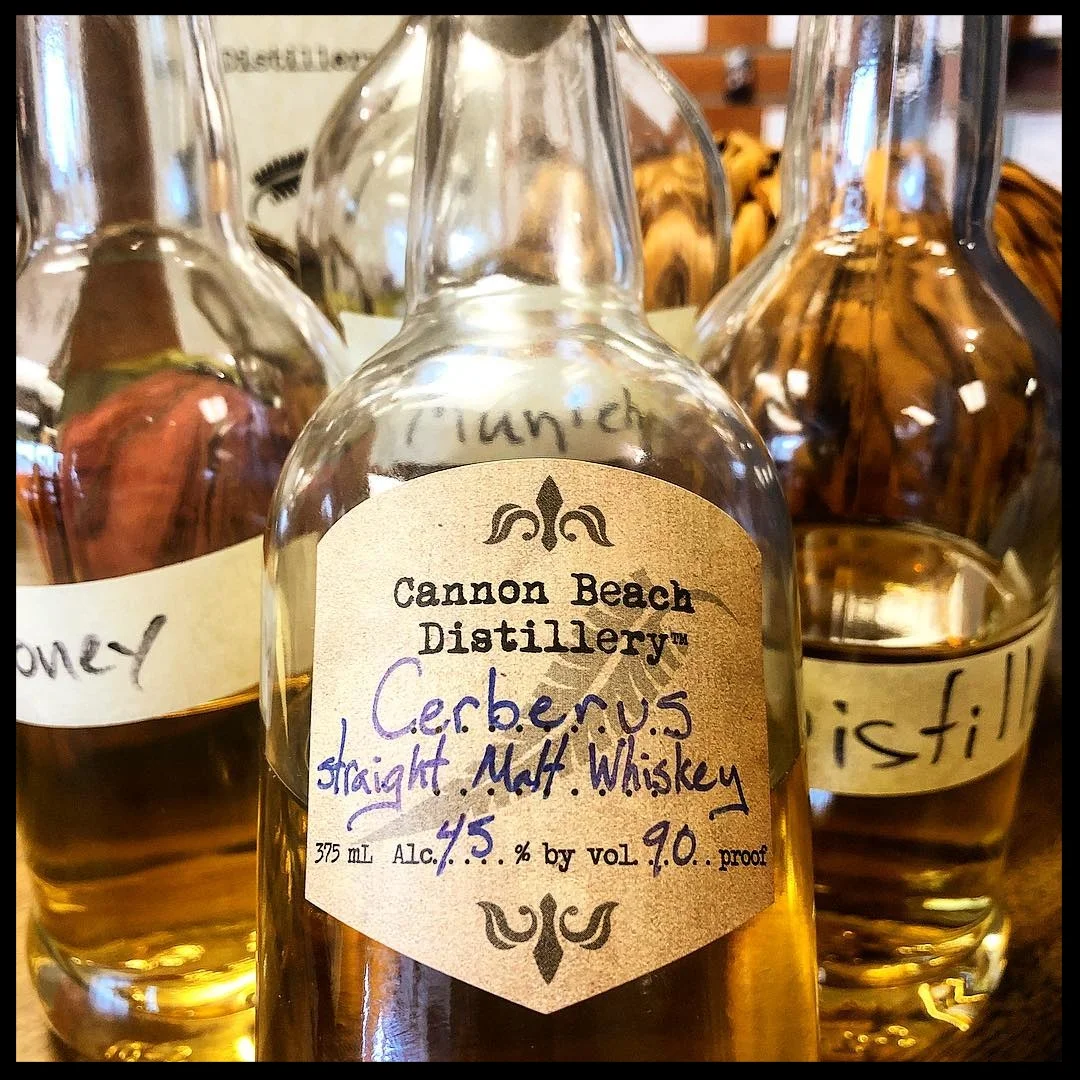 Distillery
Munich
Cannon Beach
Distillery™
Cerberus
straight Malt Whiskey
375 mL Alc. 45 % by vol. 90 proof
oney
istill